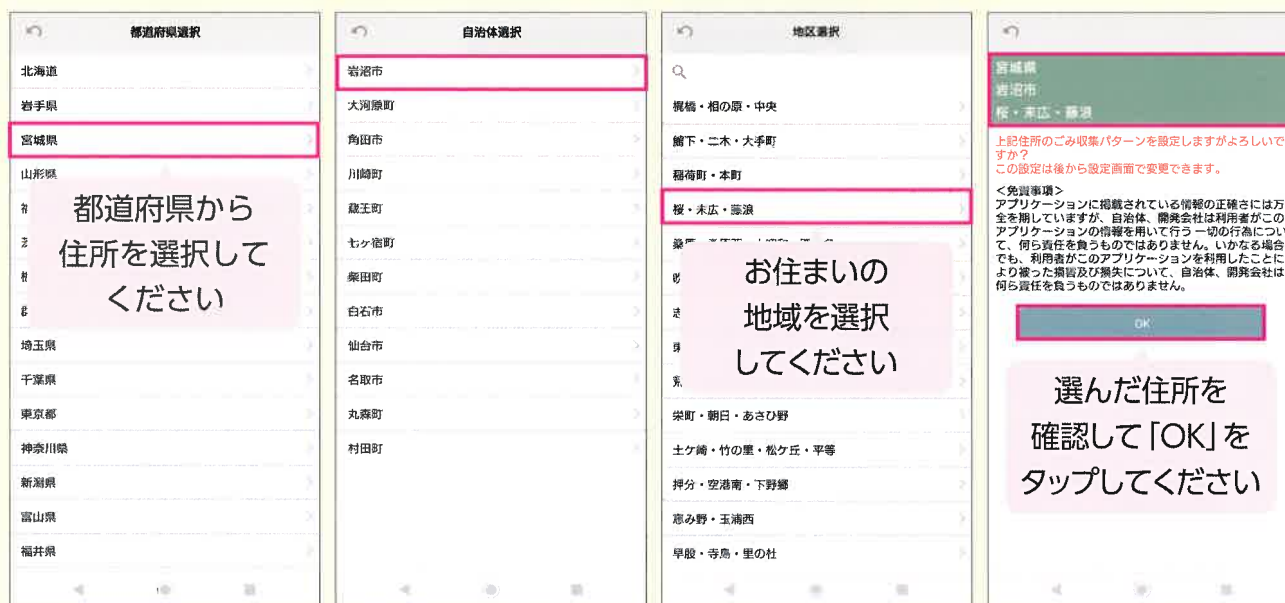 都道府県選択
北海道
岩手県
宮城県
山形県
埼玉県
千葉県
東京都
神奈川県
新潟県
富山県
福井県
都道府県から
住所を選択して
ください
自治体選択
岩沼市
大河原町
角田市
川崎町
蔵王町
七ヶ宿町
柴田町
白石市
仙台市
名取市
丸森町
村田町
地区選択
梶橋・相の原・中央
館下・二木・大手町
稲荷町・本町
桜・末広・藤浪
栄町・朝日・あさひ野
土ケ崎・竹の里・松ケ丘・平等
押分・空港南・下野郷
恵み野・玉浦西
早股・寺島・里の杜
お住まいの
地域を選択
してください
宮城県
岩沼市
桜・末広・藤浪
上記住所のごみ収集パターンを設定しますがよろしいで
すか？
この設定は後から設定画面で変更できます。
＜免責事項＞
アプリケーションに掲載されている情報の正確さには万
全を期していますが、自治体、開発会社は利用者がこの
アプリケーションの情報を用いて行う一切の行為につい
て、何ら責任を負うものではありません。いかなる場合
でも、利用者がこのアプリケーションを利用したことに
より被った損害及び損失について、自治体、開発会社は
何ら責任を負うものではありません。
OK
選んだ住所を
確認して「OK」を
タップしてください